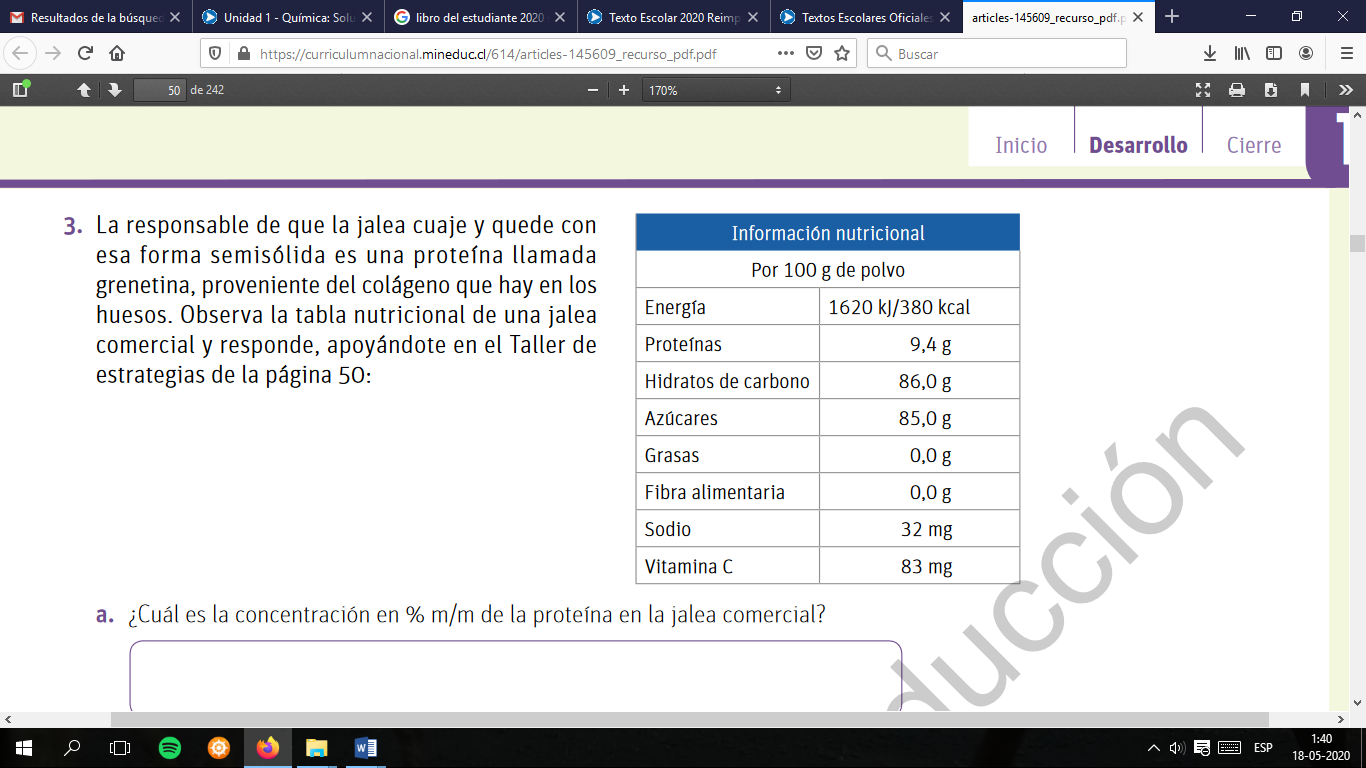 Resultados de la búsqued
Unidad 1 - Química: Solu
libro del estudiante 2020
Texto Escolar 2020 Reimp
Textos Escolares Oficiales
articles-145609_recurso_pdf.p
https://curriculumnacional.mineduc.cl/614/articles-145609_recurso_pdf.pdf
Buscar
50 de 242
170%
Inicio
Desarrollo
Cierre
3. La responsable de que la jalea cuaje y quede con
esa forma semisólida es una proteína llamada
grenetina, proveniente del colágeno que hay en los
huesos. Observa la tabla nutricional de una jalea
comercial y responde, apoyándote en el Taller de
estrategias de la página 50:
Información nutricional
Por 100 g de polvo
Energía 1620 kJ/380 kcal
Proteínas 9,4 g
Hidratos de carbono 86,0 g
Azúcares 85,0 g
Grasas 0,0 g
Fibra alimentaria 0,0 g
Sodio 32 mg
Vitamina C 83 mg
a. ¿Cuál es la concentración en % m/m de la proteína en la jalea comercial?
ducción
ESP
1:40
18-05-2020